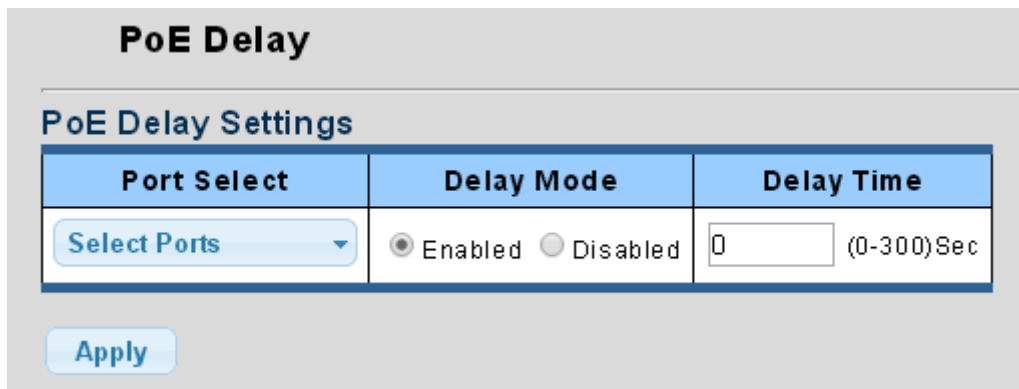 PoE Delay
PoE Delay Settings
Port Select Delay Mode Delay Time
Select Ports Enabled Disabled 0 (0-300)Sec
Apply